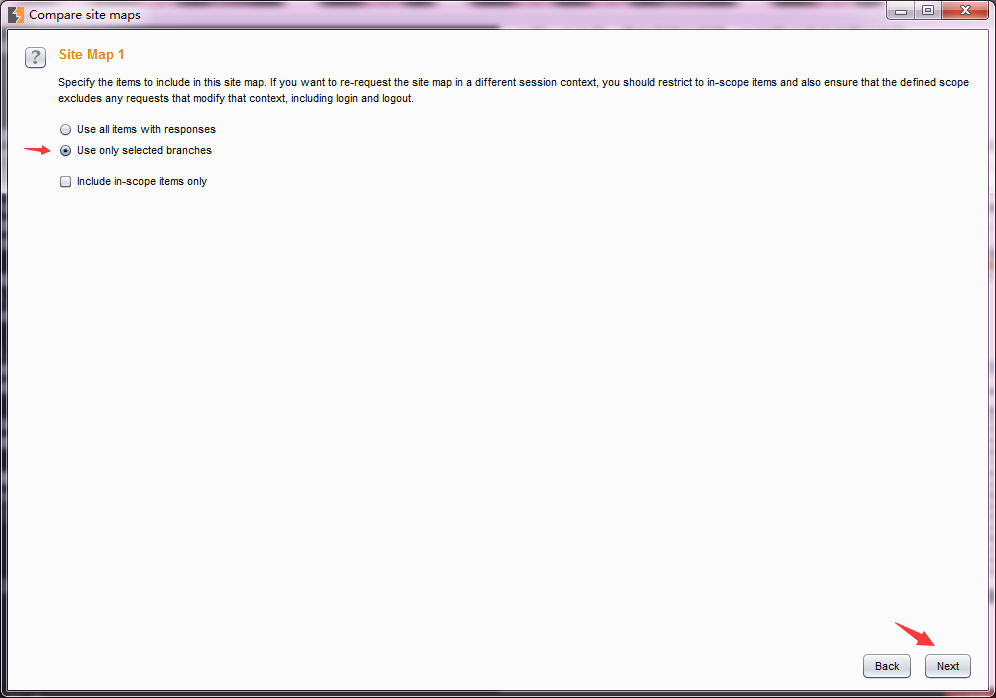 Compare site maps
?
Site Map 1
Specify the items to include in this site map. If you want to re-request the site map in a different session context, you should restrict to in-scope items and also ensure that the defined scope
excludes any requests that modify that context, including login and logout.
Use all items with responses
Use only selected branches
Include in-scope items only
Back Next